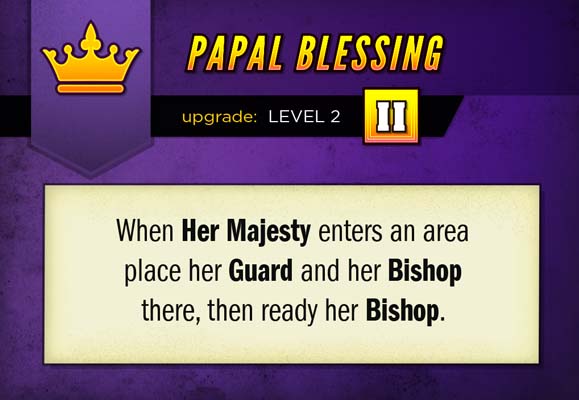 PAPAL BLESSING
upgrade: LEVEL 2 II
When Her Majesty enters an area
place her Guard and her Bishop
there, then ready her Bishop.